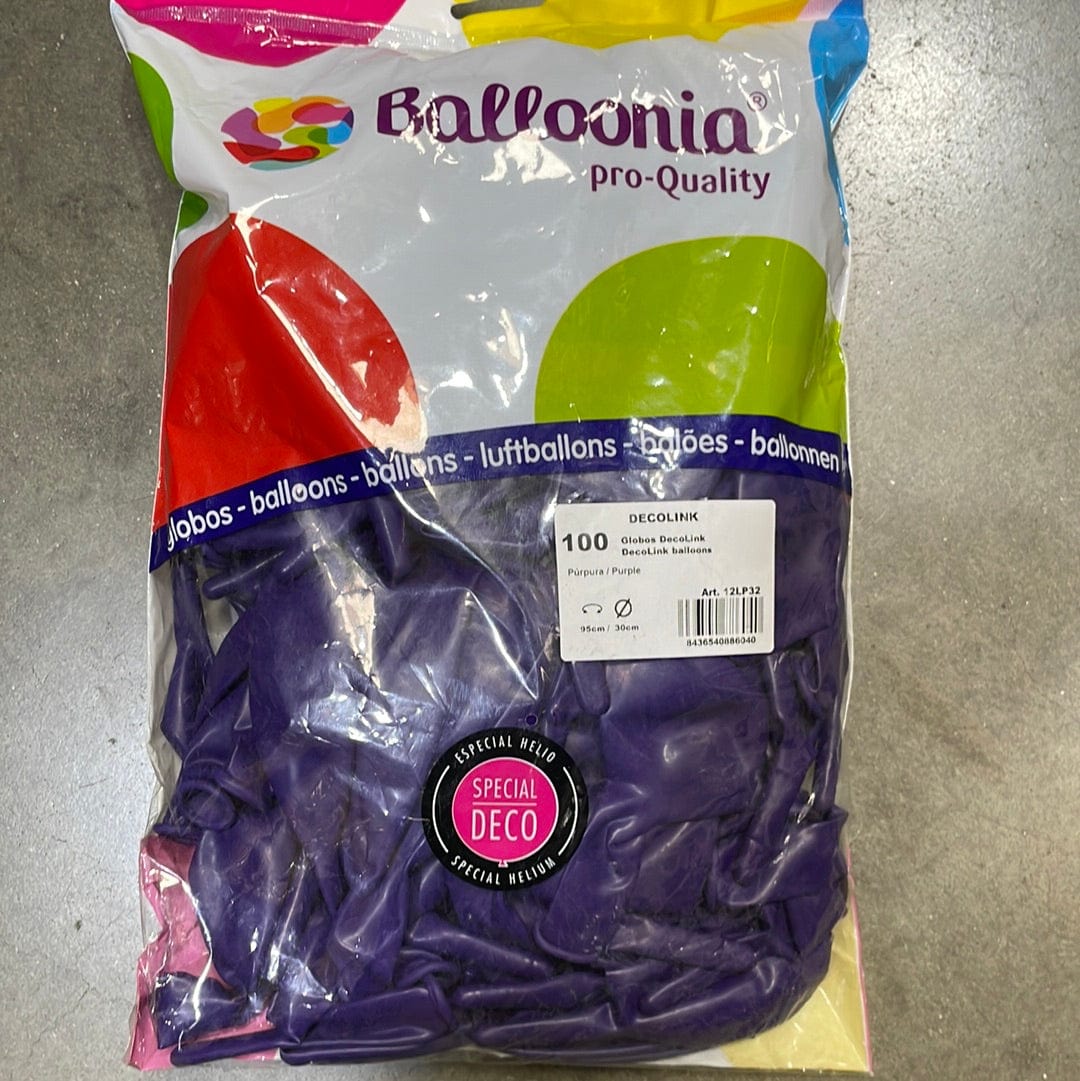 Balloonia®
pro-Quality
globos - balloons - ballons - luftballons - balões - ballonnen
DECOLINK
100
Globos DecoLink
DecoLink balloons
Púrpura / Purple
Art. 12LP32
95cm / 30cm
8436540886040
ESPECIAL HELIO
SPECIAL
DECO
SPECIAL HELIUM